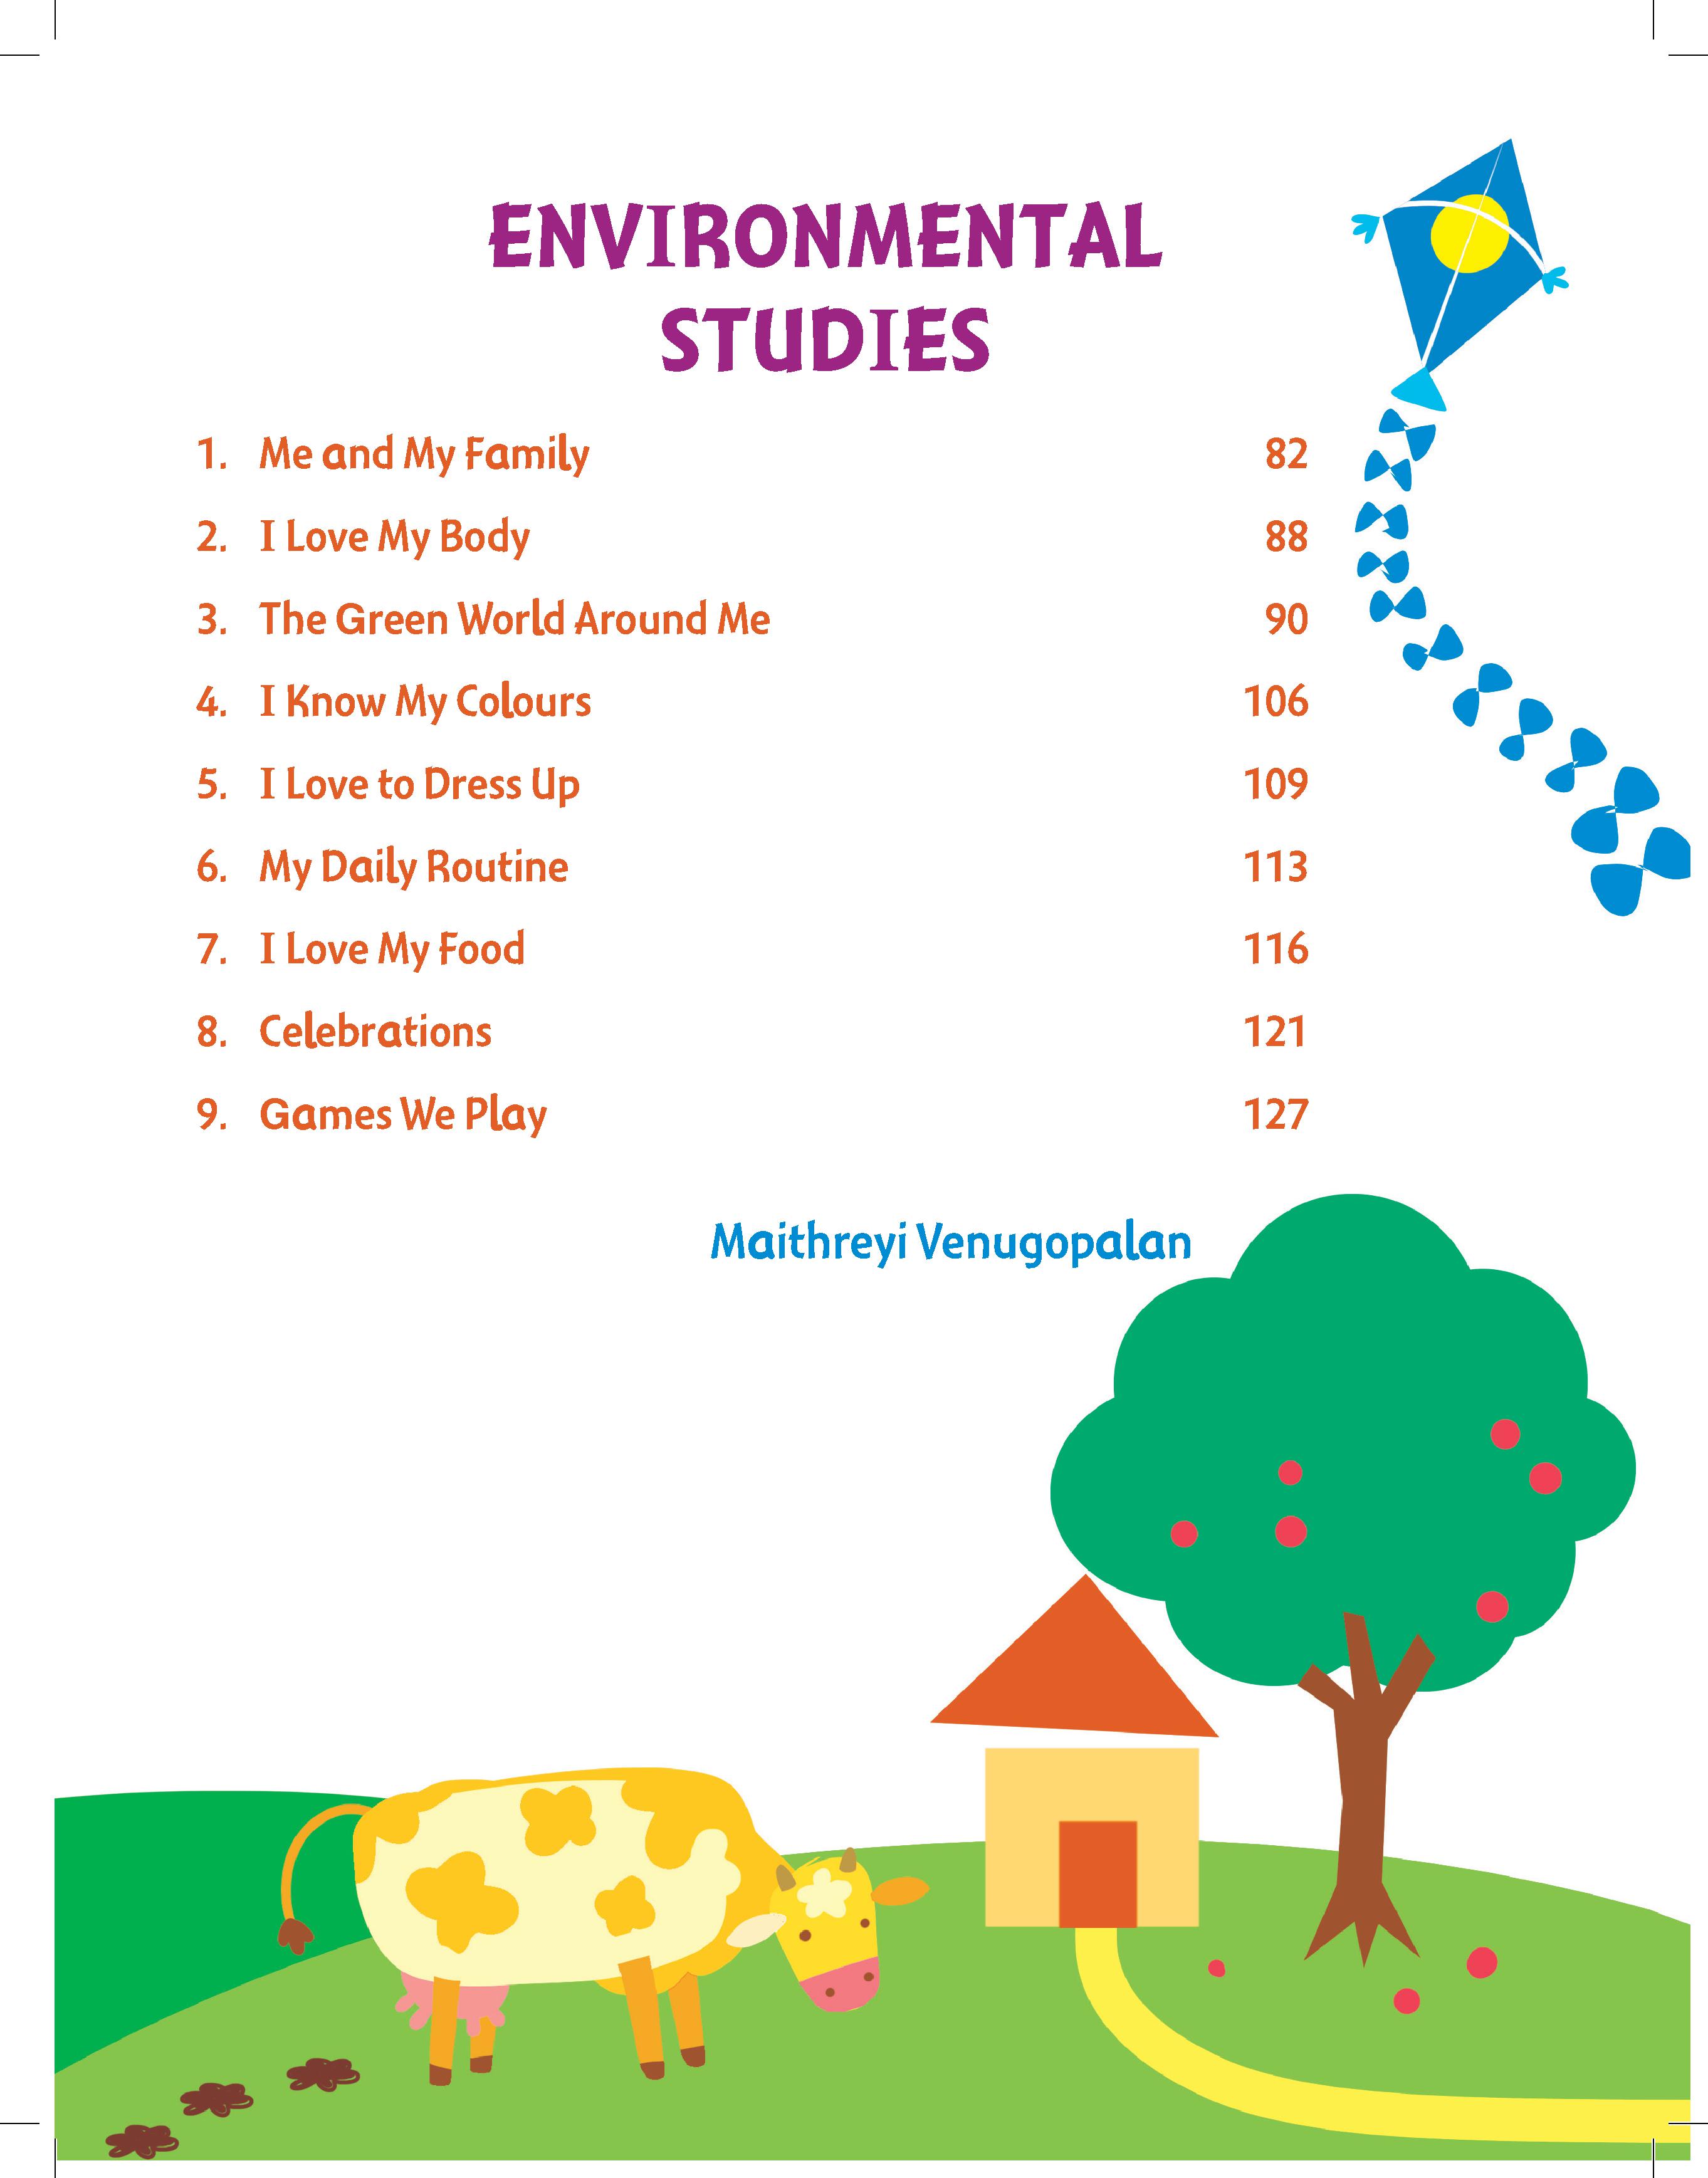 ENVIRONMENTAL
STUDIES
1. Me and My Family 82
2. I Love My Body 88
3. The Green World Around Me 90
4. I Know My Colours 106
5. I Love to Dress Up 109
6. My Daily Routine 113
7. I Love My Food 116
8. Celebrations 121
9. Games We Play 127
Maithreyi Venugopalan